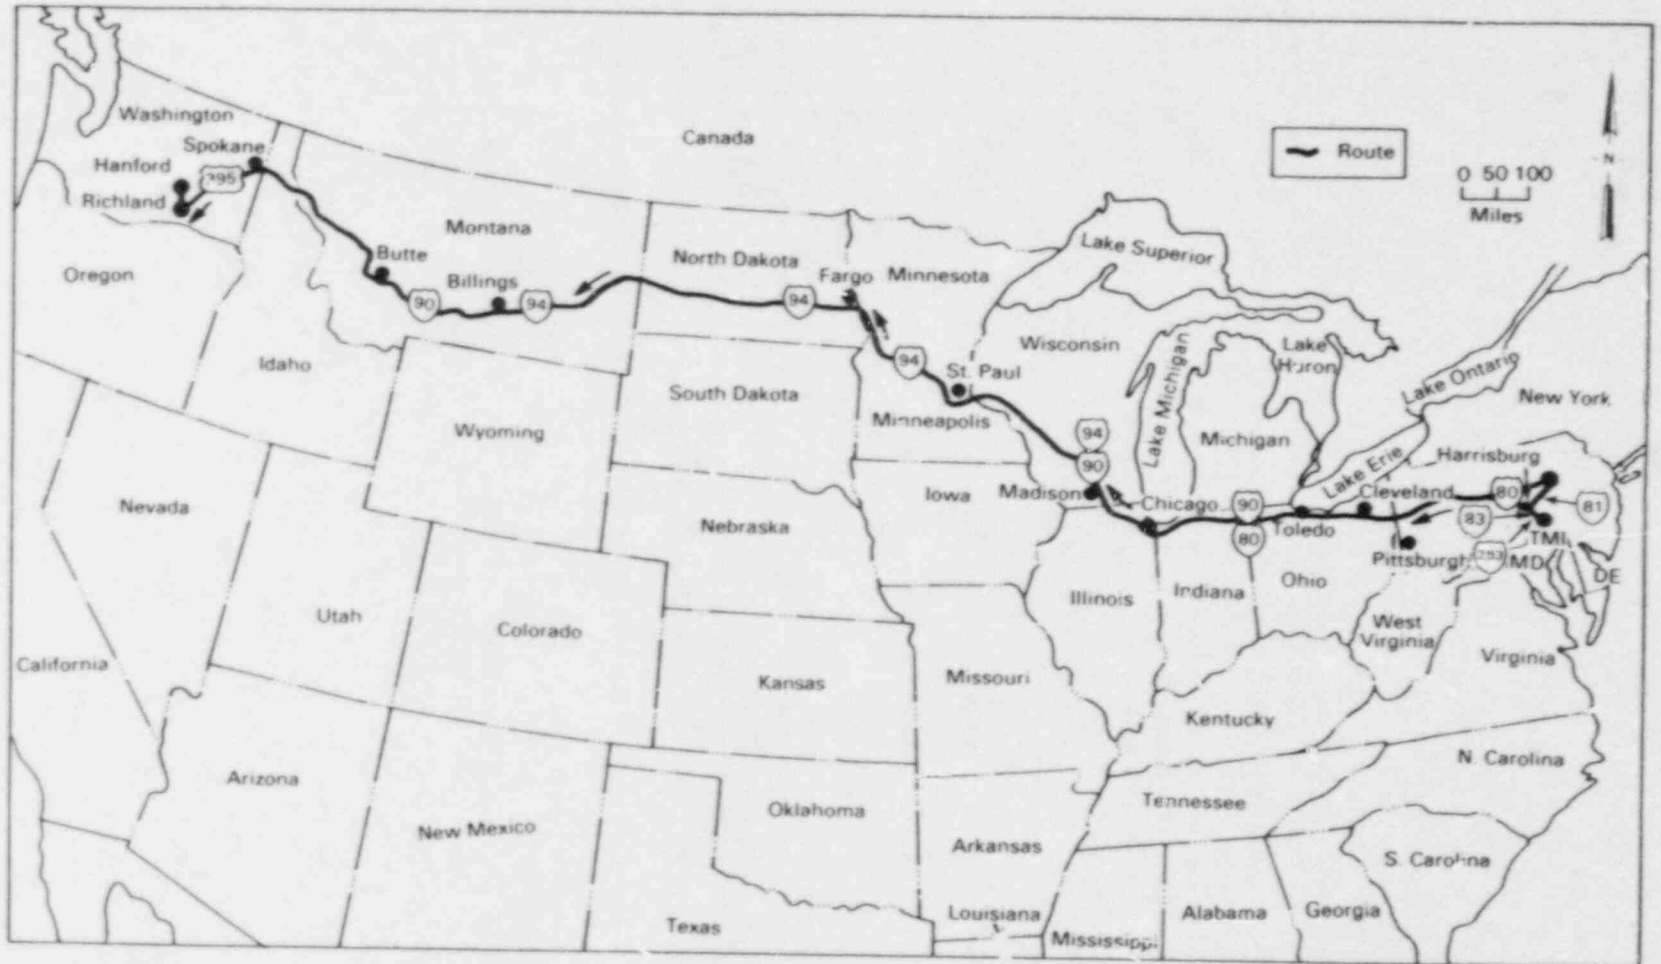 Canada
Route
N
0 50 100
Miles
Washington
Spokane
Hanford
395
Richland
Oregon
Montana
Butte
Billings
90
94
Idaho
North Dakota
Fargo
94
Minnesota
Lake Superior
94
St. Paul
Minneapolis
Wisconsin
Lake Michigan
Lake
Huron
Lake Ontario
New York
South Dakota
Wyoming
Michigan
94
90
Madison
Chicago
90
80
Toledo
Lake Erie
Cleveland
Harrisburg
80
81
83
283
TMI
Pittsburgh
MD
DE
Nevada
Nebraska
Iowa
Illinois
Indiana
Ohio
West
Virginia
Virginia
California
Utah
Colorado
Kansas
Missouri
Kentucky
Arizona
New Mexico
Oklahoma
Arkansas
Tennessee
N. Carolina
S. Carolina
Texas
Louisiana
Mississippi
Alabama
Georgia